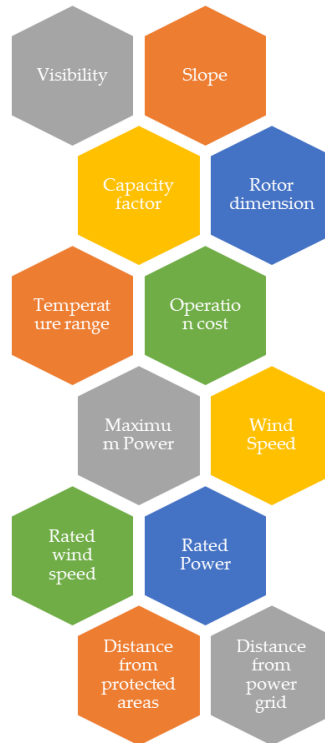 Visibility
Slope
Capacity
factor
Rotor
dimension
Temperat
ure range
Operatio
n cost
Maximu
m Power
Wind
Speed
Rated
wind
speed
Rated
Power
Distance
from
protected
areas
Distance
from
power
grid